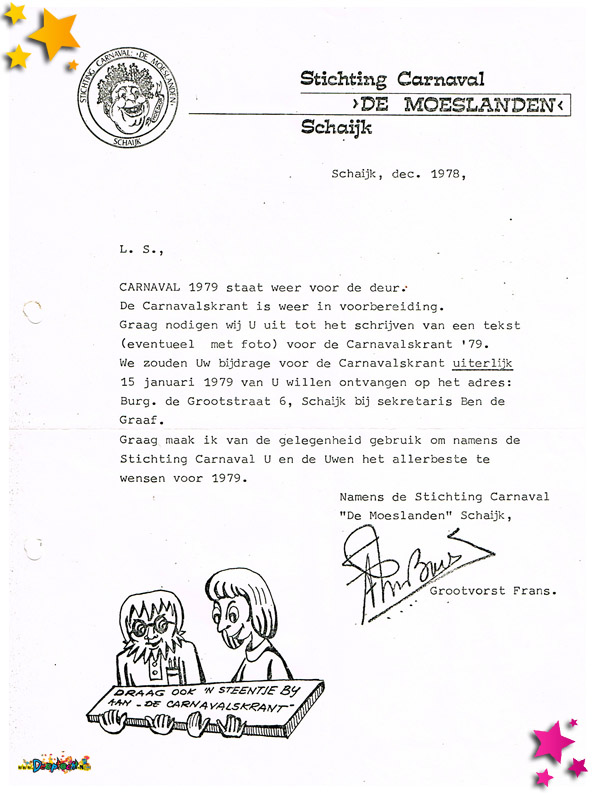 STICHTING CARNAVAL: "DE MOESLANDEN"
SCHAIJK
Stichting Carnaval
›DE MOESLANDEN‹
Schaijk
Schaijk, dec. 1978,
L. S.,
CARNAVAL 1979 staat weer voor de deur.
De Carnavalskrant is weer in voorbereiding.
Graag nodigen wij U uit tot het schrijven van een tekst
(eventueel met foto) voor de Carnavalskrant '79.
We zouden Uw bijdrage voor de Carnavalskrant uiterlijk
15 januari 1979 van U willen ontvangen op het adres:
Burg. de Grootstraat 6, Schaijk bij sekretaris Ben de
Graaf.
Graag maak ik van de gelegenheid gebruik om namens de
Stichting Carnaval U en de Uwen het allerbeste te
wensen voor 1979.
Namens de Stichting Carnaval
"De Moeslanden" Schaijk,
Grootvorst Frans.
DRAAG OOK 'N STEENTJE BY
AAN "DE CARNAVALSKRANT"